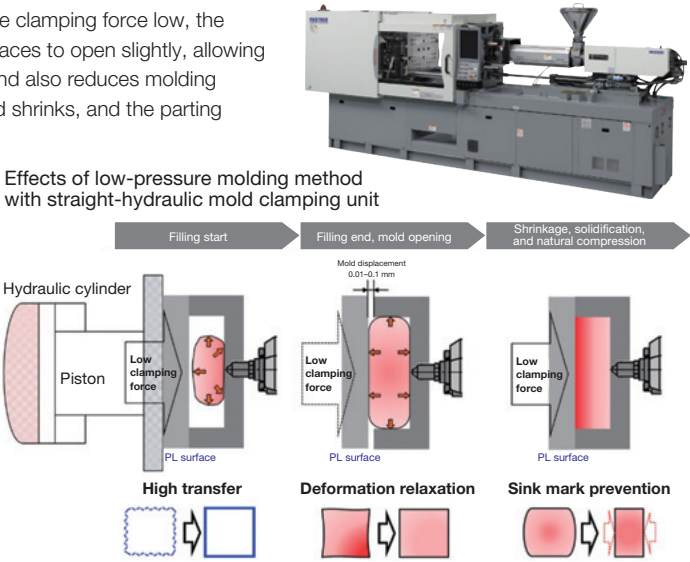 e clamping force low, the
aces to open slightly, allowing
nd also reduces molding
d shrinks, and the parting
Effects of low-pressure molding method
with straight-hydraulic mold clamping unit
Filling start
Filling end, mold opening
Shrinkage, solidification,
and natural compression
Mold displacement
0.01–0.1 mm
Hydraulic cylinder
Piston
Low
clamping
force
Low
clamping
force
Low
clamping
force
PL surface
PL surface
PL surface
High transfer
Deformation relaxation
Sink mark prevention